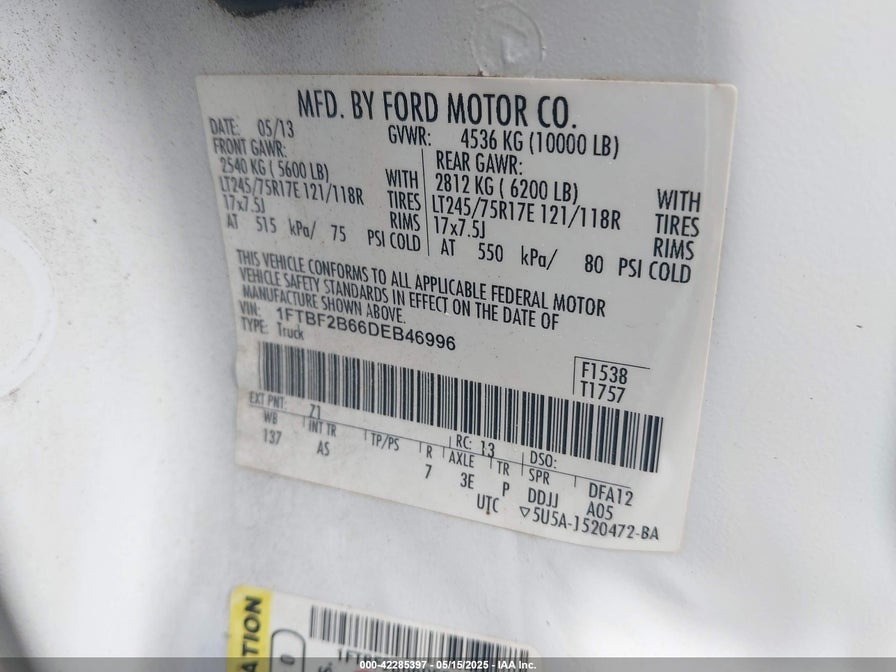 MFD. BY FORD MOTOR CO.
DATE: 05/13 GVWR: 4536 KG (10000 LB)
FRONT GAWR: REAR GAWR:
2540 KG ( 5600 LB) WITH 2812 KG ( 6200 LB) WITH
LT245/75R17E 121/118R TIRES LT245/75R17E 121/118R TIRES
17x7.5J RIMS 17x7.5J RIMS
AT 515 kPa/ 75 PSI COLD AT 550 kPa/ 80 PSI COLD
THIS VEHICLE CONFORMS TO ALL APPLICABLE FEDERAL MOTOR
VEHICLE SAFETY STANDARDS IN EFFECT ON THE DATE OF
MANUFACTURE SHOWN ABOVE.
VIN: 1FTBF2B66DEB46996
TYPE: Truck
F1538
T1757
EXT PNT: Z1 RC: 13 DSO:
WB INT TR TP/PS R AXLE TR SPR DFA12
137 AS 7 3E P DDJJ A05
UTC ▽5U5A-1520472-BA
000-42285397 - 05/15/2025 - IAA Inc.